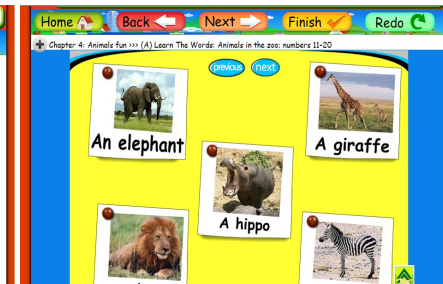 Home Back Next Finish Redo
Chapter 4: Animals fun >>> (A) Learn The Words: Animals in the zoo; numbers 11-20
previous next
An elephant
A giraffe
A hippo